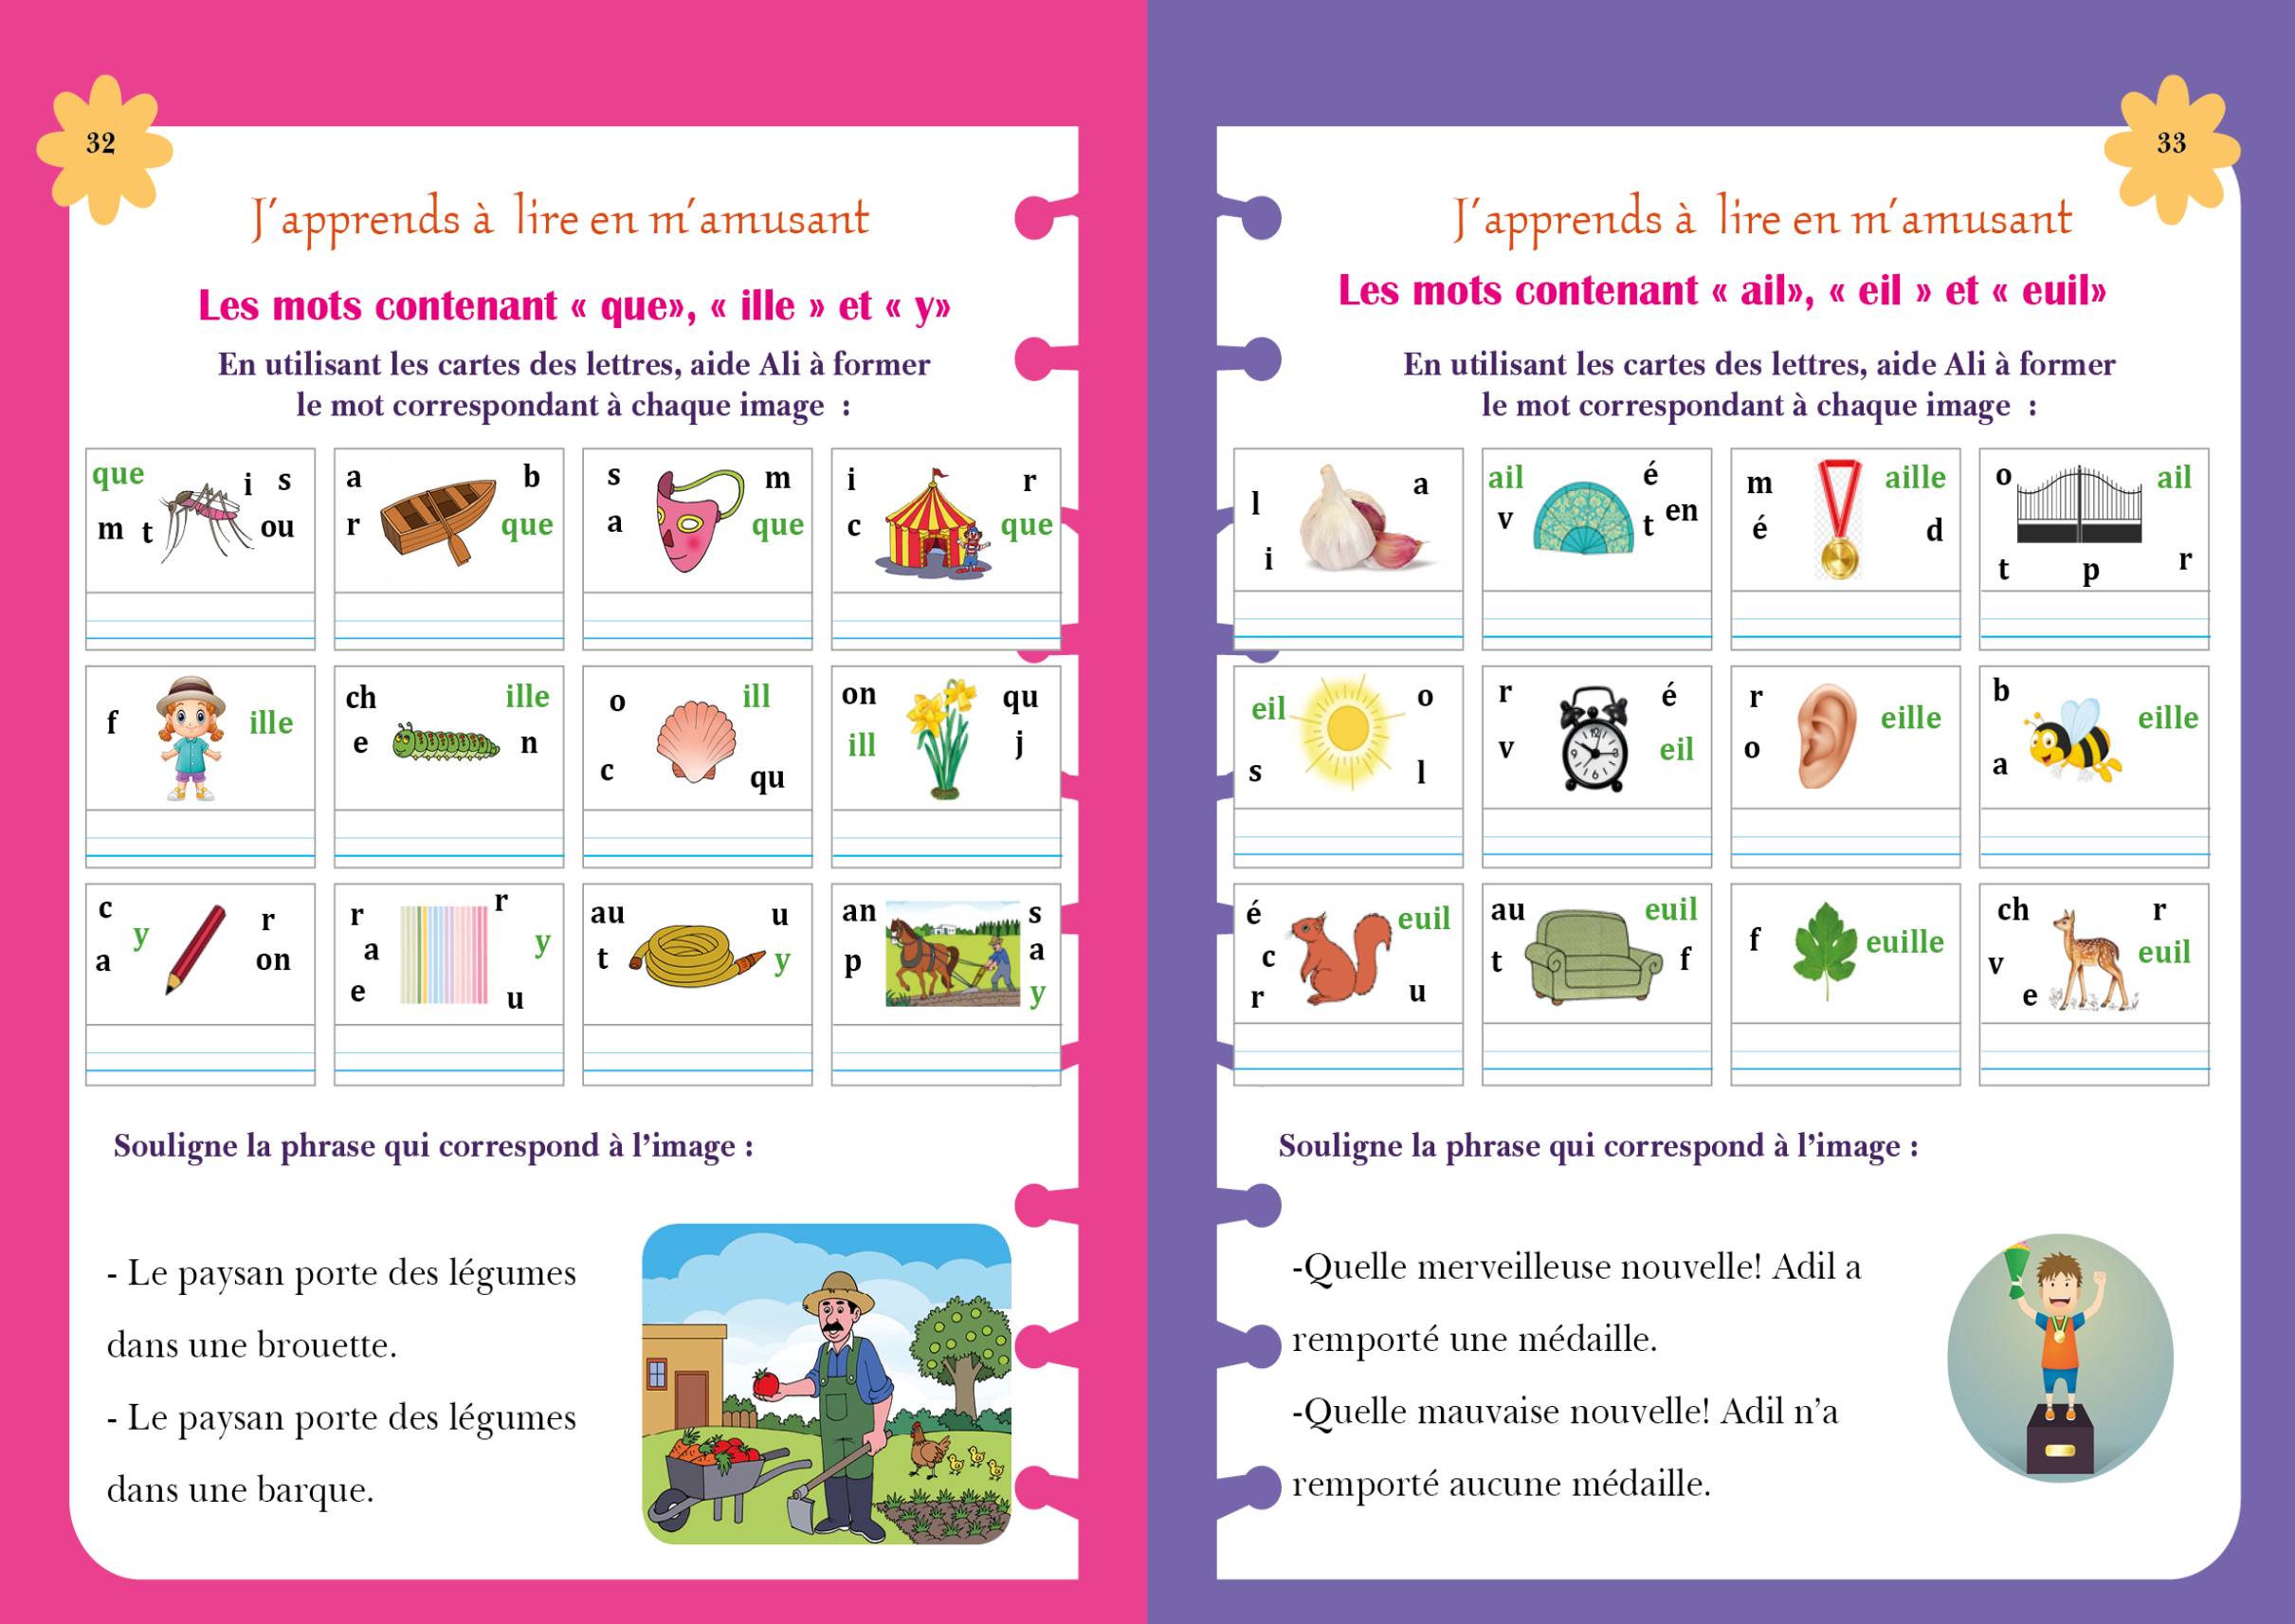 32
J'apprends à lire en m'amusant
Les mots contenant « que», « ille » et « y»
En utilisant les cartes des lettres, aide Ali à former
le mot correspondant à chaque image :
que i s
m t ou
a b
r que
s m
a que
i r
c que
f ille
ch ille
e n
o ill
c qu
on qu
ill j
c y r
a on
r r
a y
e u
au u
t y
an s
p a
y
Souligne la phrase qui correspond à l'image :
- Le paysan porte des légumes
dans une brouette.
- Le paysan porte des légumes
dans une barque.
33
J'apprends à lire en m'amusant
Les mots contenant « ail», « eil » et « euil»
En utilisant les cartes des lettres, aide Ali à former
le mot correspondant à chaque image :
l a
i
ail é
v t en
m aille
é d
o ail
t p r
eil o
s l
r é
v eil
r eille
o
b eille
a
é euil
c
r u
au euil
t f
f euille
ch r
v euil
e
Souligne la phrase qui correspond à l'image :
-Quelle merveilleuse nouvelle! Adil a
remporté une médaille.
-Quelle mauvaise nouvelle! Adil n'a
remporté aucune médaille.